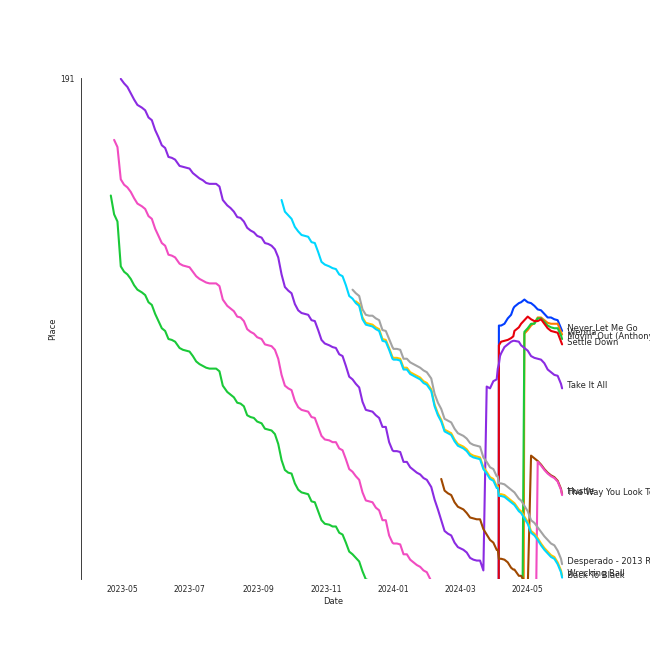 191
Place
Never Let Me Go
Movin' Out (Anthony
Settle Down
Take It All
The Way You Look To
Desperado - 2013 R
Wrecking Ball
Back To Black
2023-05
2023-07
2023-09
2023-11
2024-01
2024-03
2024-05
Date